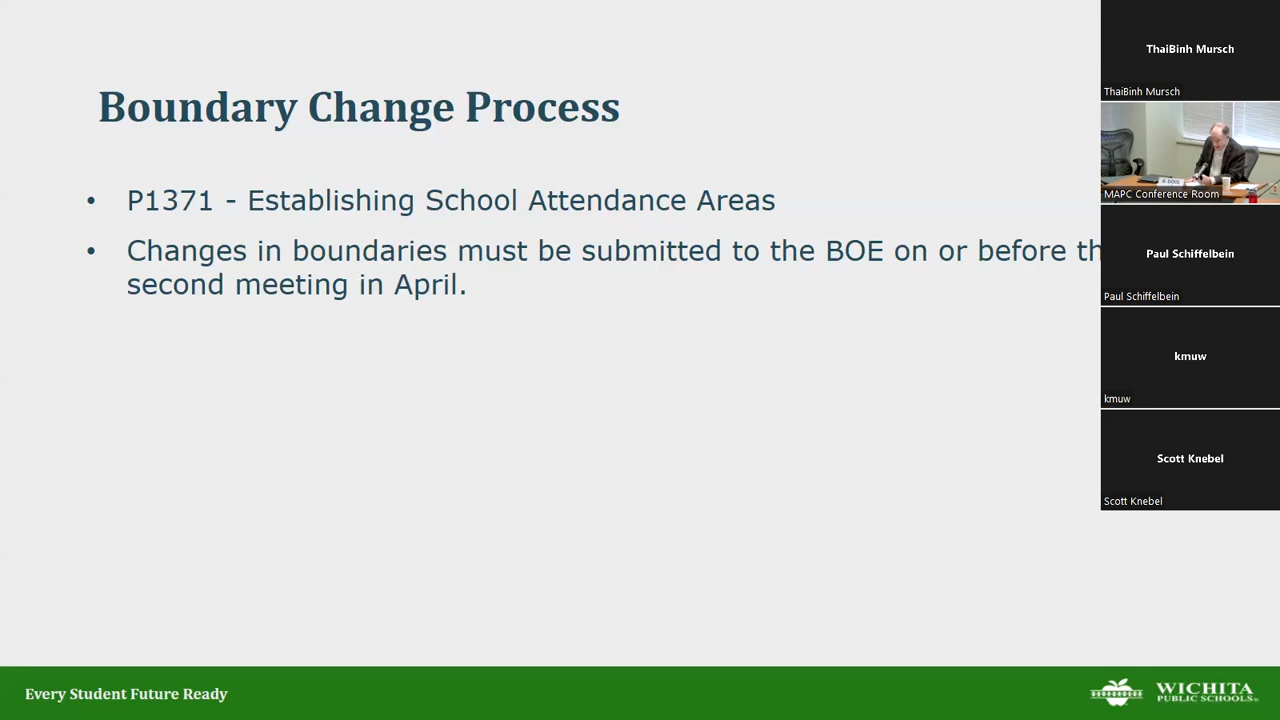 Boundary Change Process
• P1371 - Establishing School Attendance Areas
• Changes in boundaries must be submitted to the BOE on or before th
second meeting in April.
ThaiBinh Mursch
ThaiBinh Mursch
MAPC Conference Room
Paul Schiffelbein
Paul Schiffelbein
kmuw
kmuw
Scott Knebel
Scott Knebel
Every Student Future Ready
WICHITA
PUBLIC SCHOOLS